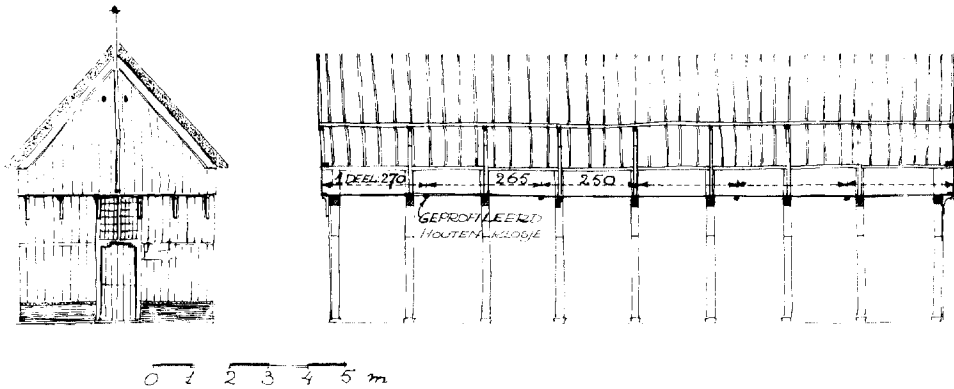 1 DEEL 270 265 250
GEPROFILEERD
HOUTEN KLOSJE
0 1 2 3 4 5 m